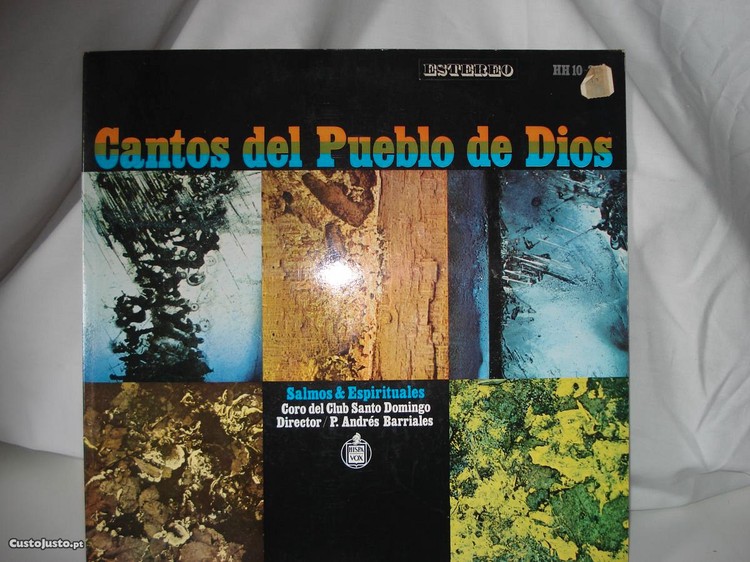 ESTEREO HH 10-
Cantos del Pueblo de Dios
Salmos & Espirituales
Coro del Club Santo Domingo
Director / P. Andrés Barriales
HISPA
VOX
CustoJusto.pt